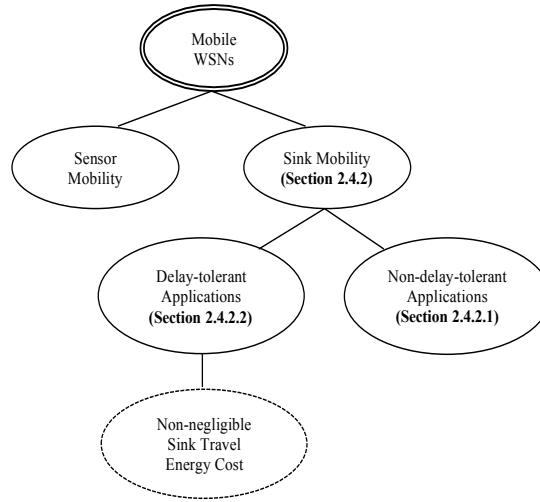 Mobile
WSNs
Sensor
Mobility
Sink Mobility
(Section 2.4.2)
Delay-tolerant
Applications
(Section 2.4.2.2)
Non-delay-tolerant
Applications
(Section 2.4.2.1)
Non-negligible
Sink Travel
Energy Cost